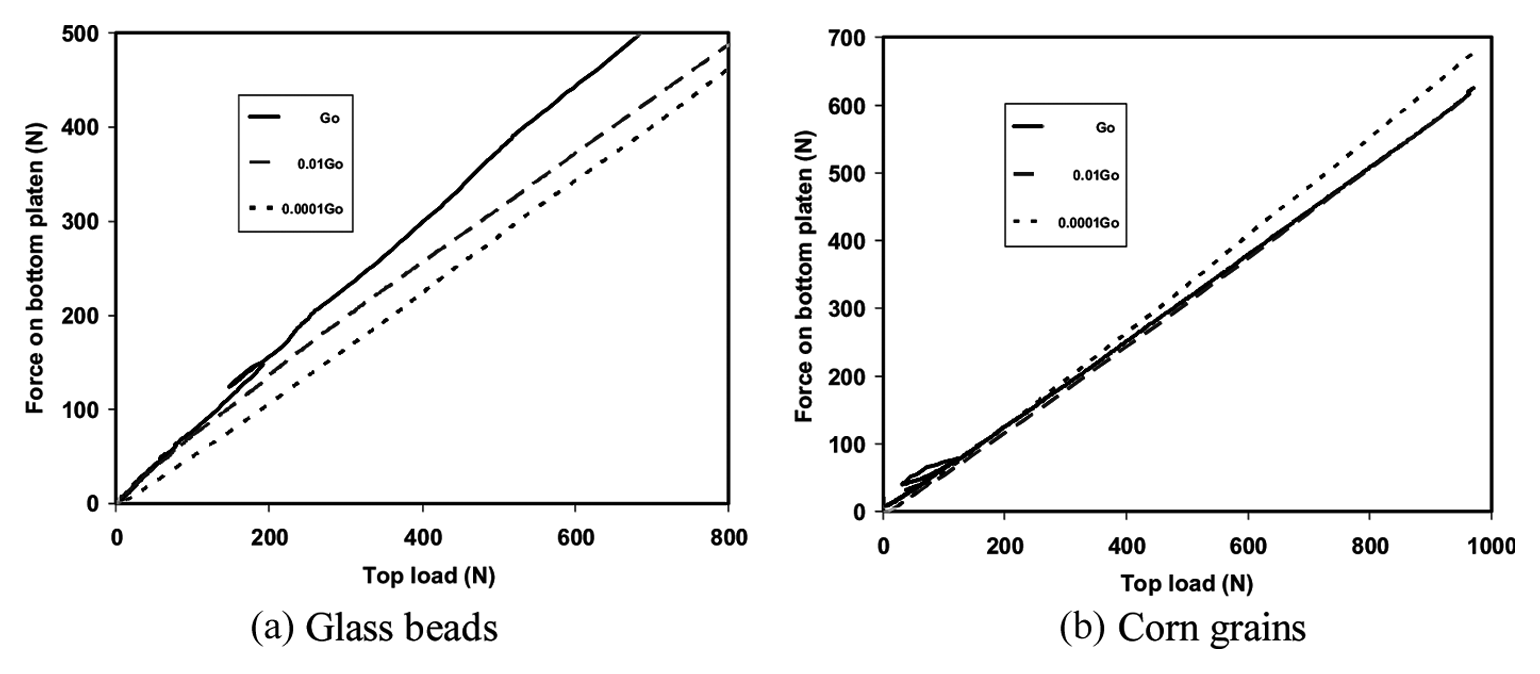 500
400
300
200
100
0
Force on bottom platen (N)
Go
0.01Go
0.0001Go
0 200 400 600 800
Top load (N)
(a) Glass beads
700
600
500
400
300
200
100
0
Force on bottom platen (N)
Go
0.01Go
0.0001Go
0 200 400 600 800 1000
Top load (N)
(b) Corn grains